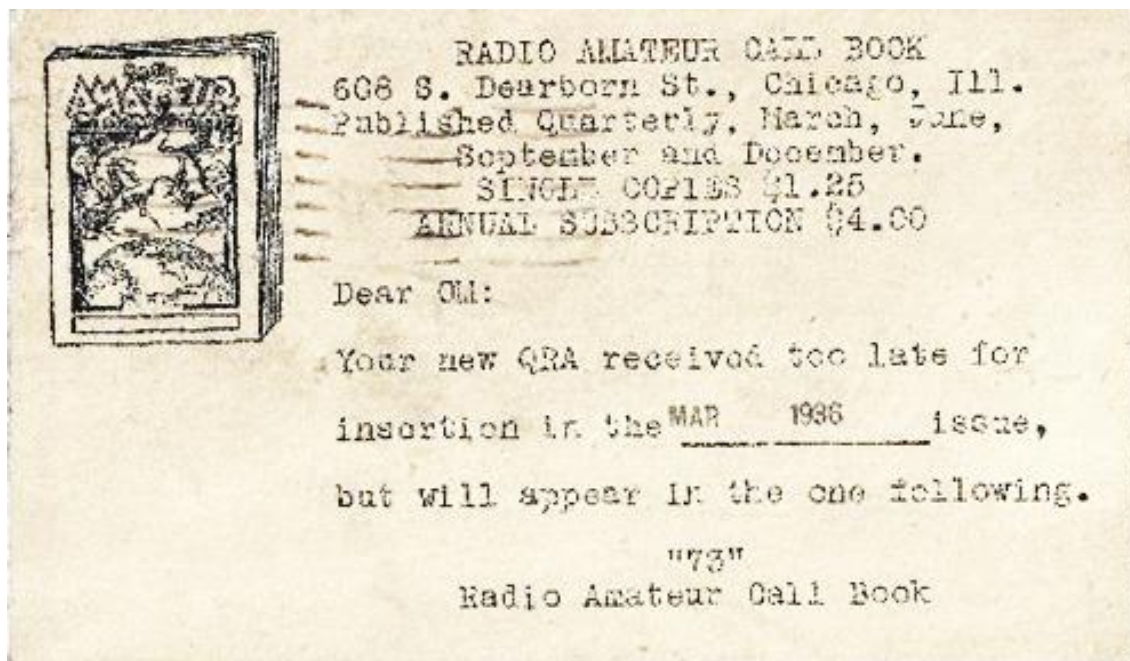 Radio
AMATEUR
RADIO AMATEUR CALL BOOK
608 S. Dearborn St., Chicago, Ill.
Published Quarterly, March, June,
September and December.
SINGLE COPIES $1.25
ANNUAL SUBSCRIPTION $4.00
Dear OM:
Your new QRA received too late for
insertion in the MAR 1936 issue,
but will appear in the one following.
"73"
Radio Amateur Call Book